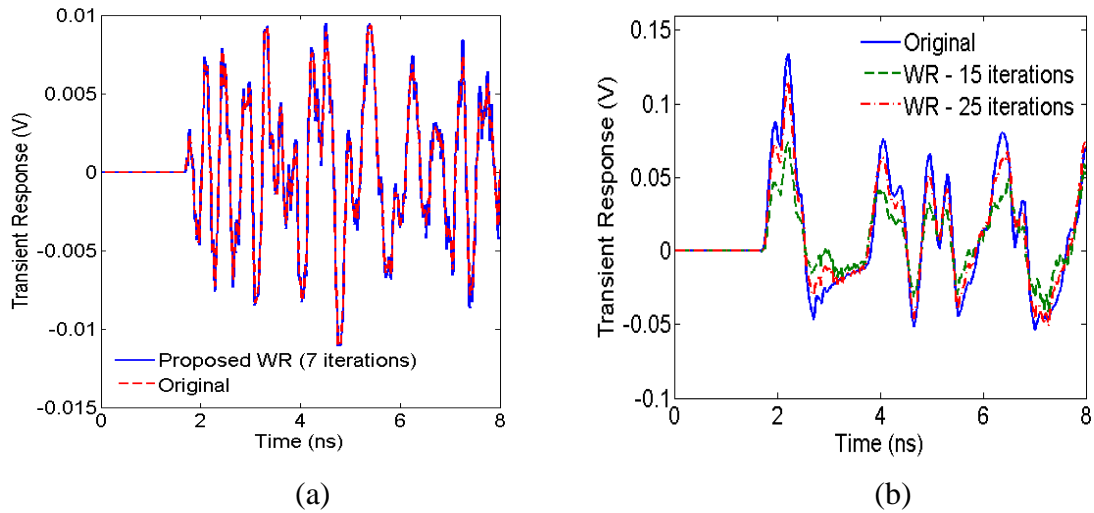 0.01
0.005
0
-0.005
-0.01
-0.015
Transient Response (V)
Proposed WR (7 iterations)
Original
0 2 4 6 8
Time (ns)
(a)
0.15
0.1
0.05
0
-0.05
-0.1
Transient Response (V)
Original
WR - 15 iterations
WR - 25 iterations
0 2 4 6 8
Time (ns)
(b)